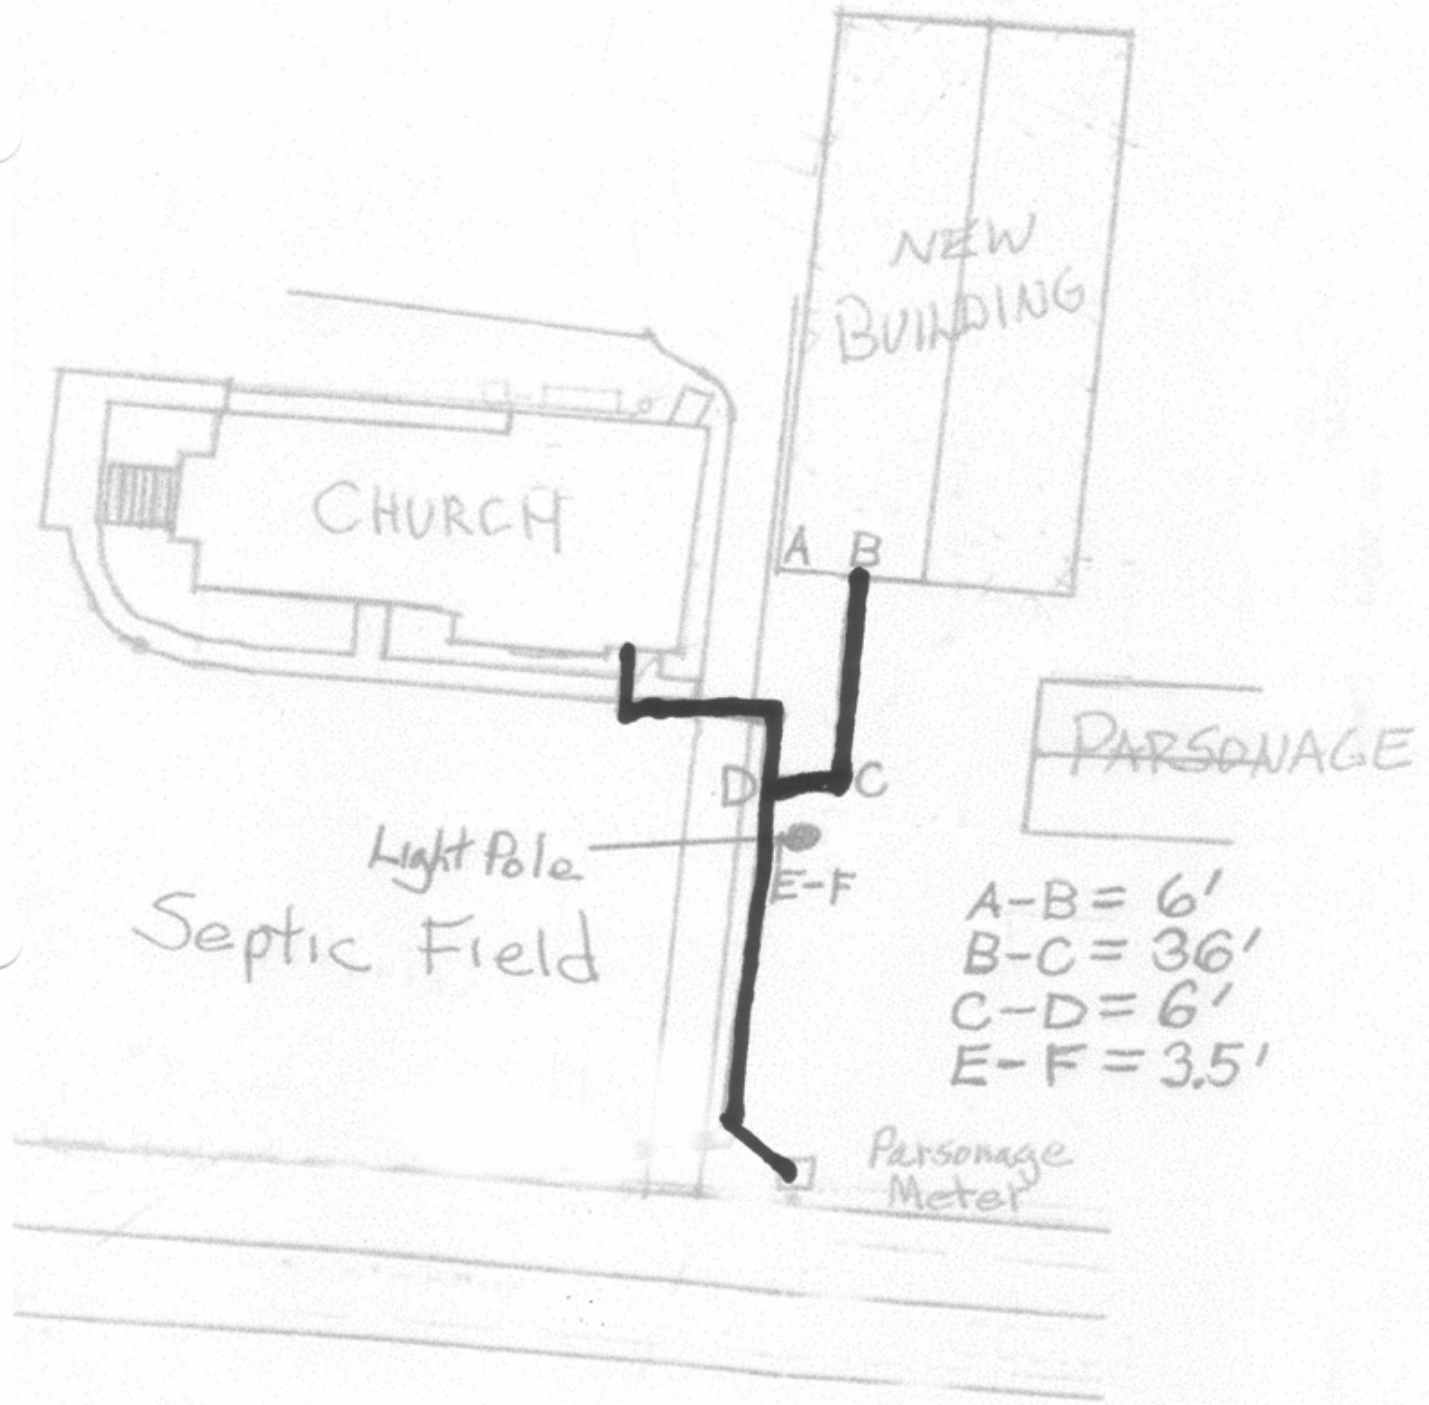 NEW
BUILDING
CHURCH
A B
PARSONAGE
D C
Light Pole
E-F
Septic Field
A-B = 6'
B-C = 36'
C-D = 6'
E-F = 3.5'
Parsonage
Meter